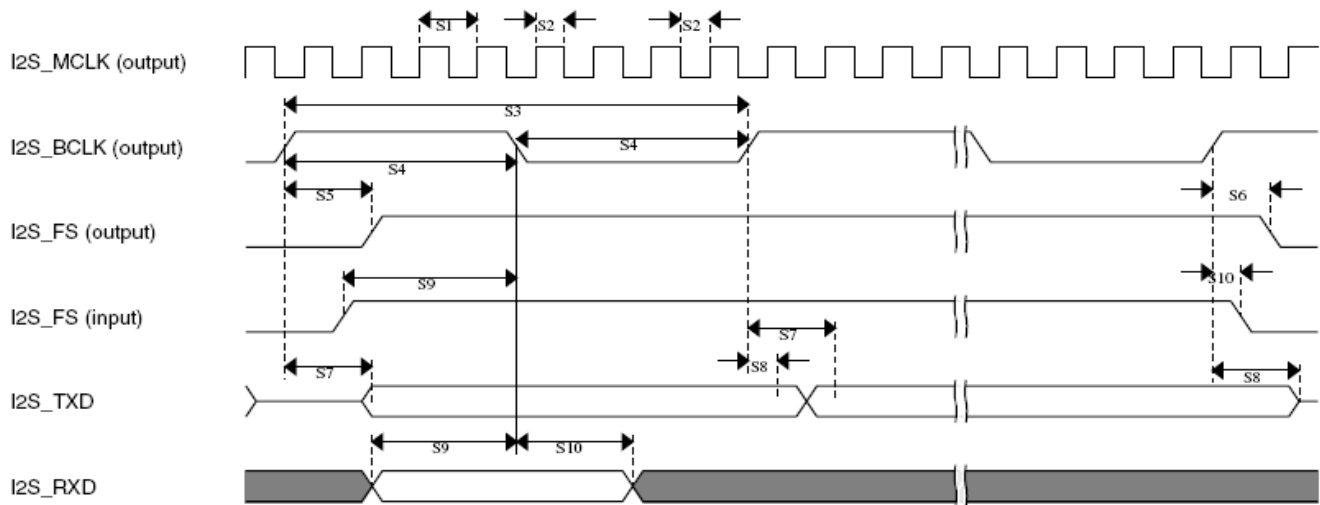 S1 S2 S2
I2S_MCLK (output)
S3
I2S_BCLK (output)
S4
S4
S5 S6
I2S_FS (output)
S9 S10
I2S_FS (input)
S7
S7 S8 S8
I2S_TXD
S9 S10
I2S_RXD